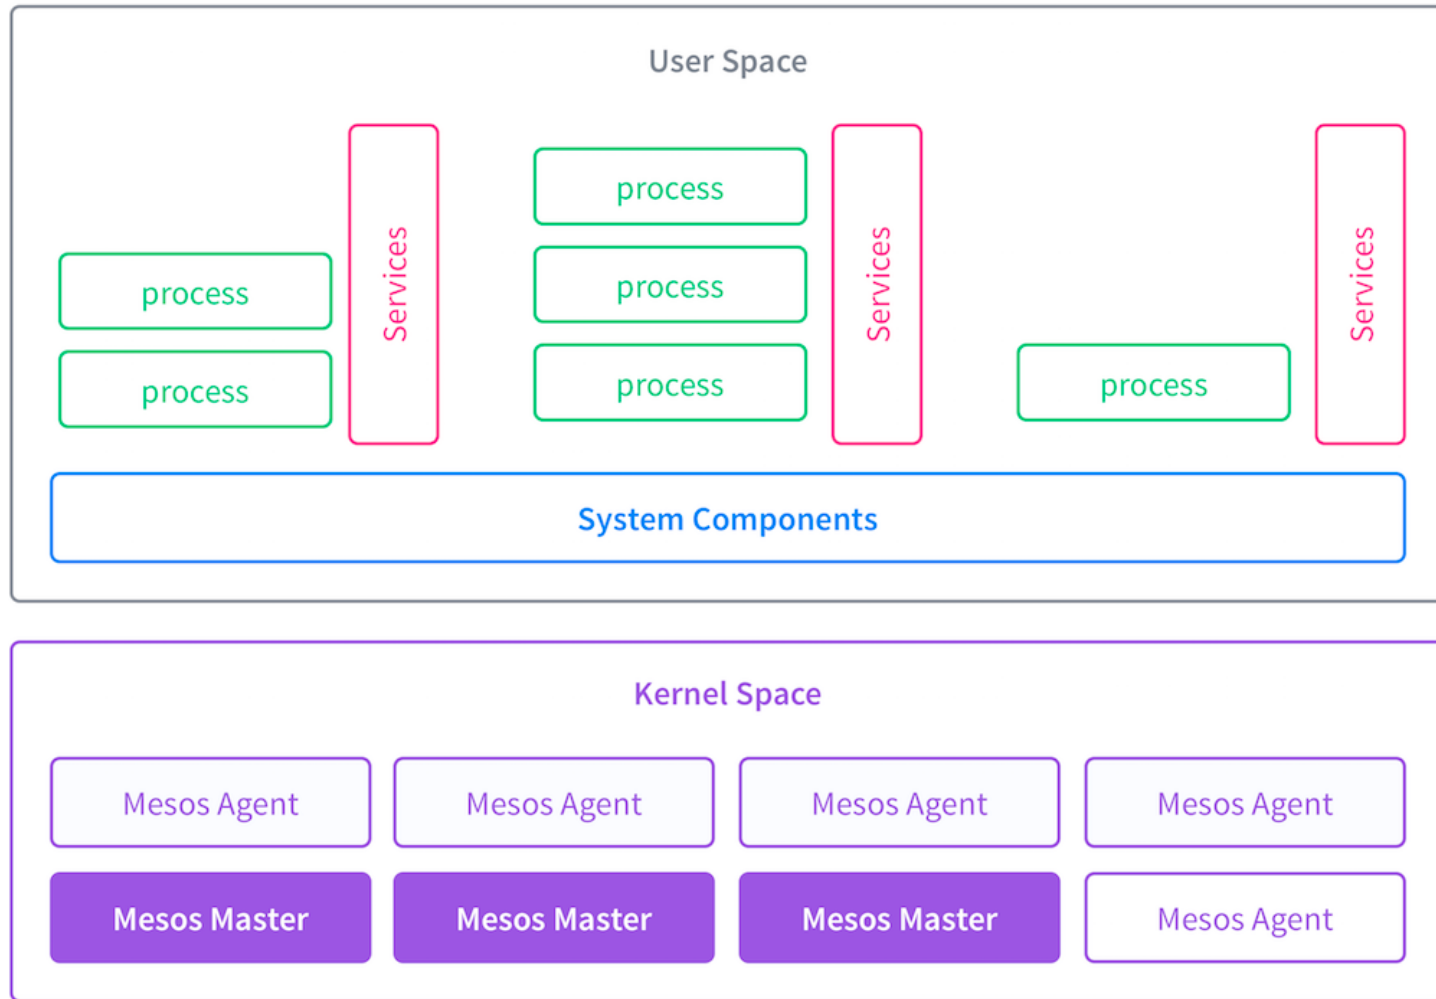 User Space
process
process
Services
process
process
process
Services
process
Services
System Components
Kernel Space
Mesos Agent
Mesos Agent
Mesos Agent
Mesos Agent
Mesos Master
Mesos Master
Mesos Master
Mesos Agent